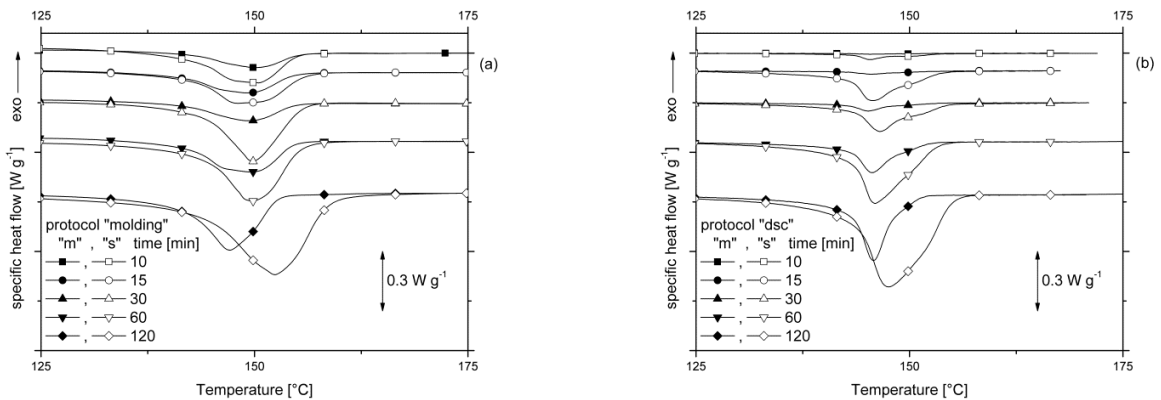 125 150 175
(a)
exo
specific heat flow [W g-1]
protocol "molding"
"m" , "s" time [min]
, 10
, 15
, 30
, 60
, 120
0.3 W g-1
125 150 175
Temperature [°C]
125 150 175
(b)
exo
specific heat flow [W g-1]
protocol "dsc"
"m" , "s" time [min]
, 10
, 15
, 30
, 60
, 120
0.3 W g-1
125 150 175
Temperature [°C]